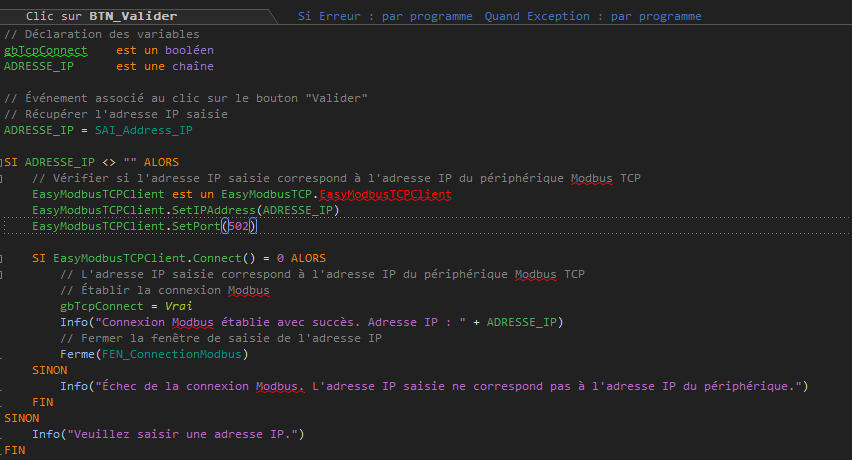 Clic sur BTN_Valider Si Erreur : par programme Quand Exception : par programme
// Déclaration des variables
gbTcpConnect est un booléen
ADRESSE_IP est une chaîne
// Événement associé au clic sur le bouton "Valider"
// Récupérer l'adresse IP saisie
ADRESSE_IP = SAI_Address_IP
SI ADRESSE_IP <> "" ALORS
// Vérifier si l'adresse IP saisie correspond à l'adresse IP du périphérique Modbus TCP
EasyModbusTCPClient est un EasyModbusTCP.EasyModbusTCPClient
EasyModbusTCPClient.SetIPAddress(ADRESSE_IP)
EasyModbusTCPClient.SetPort(502)
SI EasyModbusTCPClient.Connect() = 0 ALORS
// L'adresse IP saisie correspond à l'adresse IP du périphérique Modbus TCP
// Établir la connexion Modbus
gbTcpConnect = Vrai
Info("Connexion Modbus établie avec succès. Adresse IP : " + ADRESSE_IP)
// Fermer la fenêtre de saisie de l'adresse IP
Ferme(FEN_ConnectionModbus)
SINON
Info("Échec de la connexion Modbus. L'adresse IP saisie ne correspond pas à l'adresse IP du périphérique.")
FIN
SINON
Info("Veuillez saisir une adresse IP.")
FIN